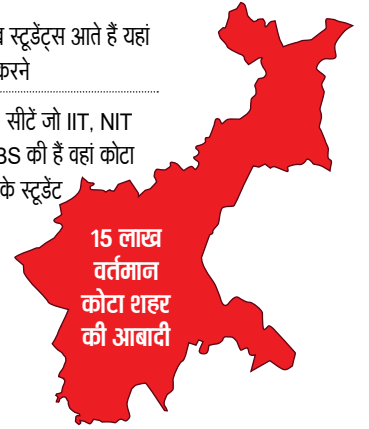 स्टूडेंट्स आते हैं यहां
करने
सीटें जो IIT, NIT
BS की हैं वहां कोटा
के स्टूडेंट
15 लाख
वर्तमान
कोटा शहर
की आबादी